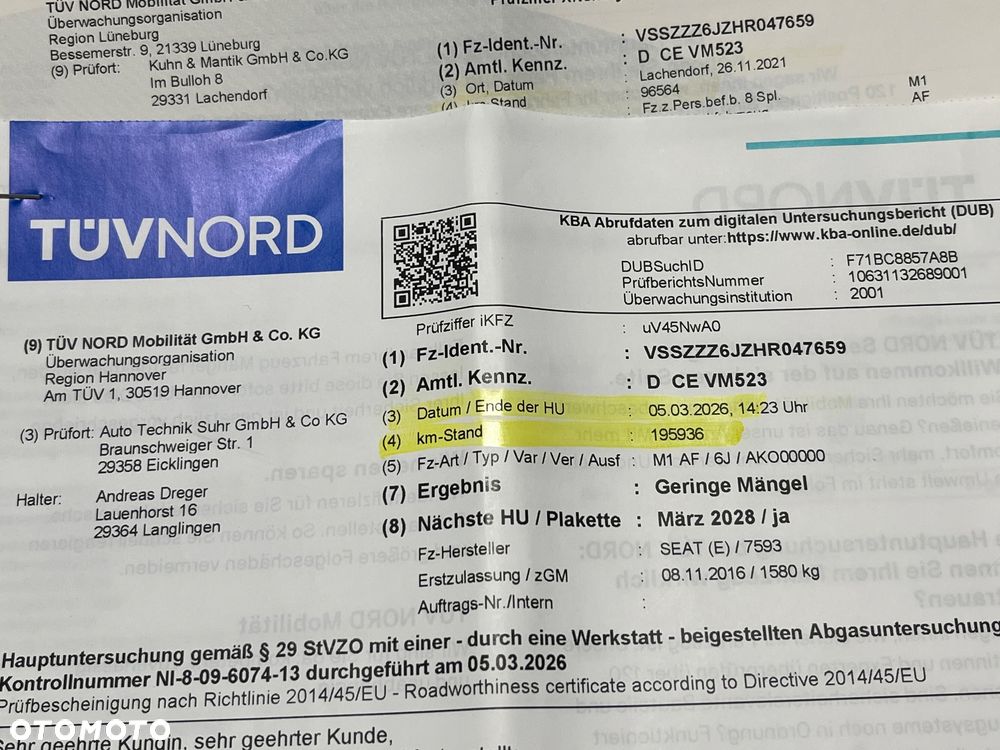 TÜV NORD Mobilität GmbH
Überwachungsorganisation
Region Lüneburg
Bessemerstr. 9, 21339 Lüneburg
(9) Prüfort: Kuhn & Mantik GmbH & Co.KG
Im Bulloh 8
29331 Lachendorf
(1) Fz-Ident.-Nr. : VSSZZZ6JZHR047659
(2) Amtl. Kennz. : D CE VM523
(3) Ort, Datum : Lachendorf, 26.11.2021
(4) km-Stand : 96564
Fz.z.Pers.bef.b. 8 Spl. M1
AF
TÜVNORD
KBA Abrufdaten zum digitalen Untersuchungsbericht (DUB)
abrufbar unter:https://www.kba-online.de/dub/
DUBSuchID : F71BC8857A8B
PrüfberichtsNummer : 10631132689001
Überwachungsinstitution : 2001
Prüfziffer iKFZ : uV45NwA0
(9) TÜV NORD Mobilität GmbH & Co. KG
Überwachungsorganisation
Region Hannover
Am TÜV 1, 30519 Hannover
(3) Prüfort: Auto Technik Suhr GmbH & Co KG
Braunschweiger Str. 1
29358 Eicklingen
Halter: Andreas Dreger
Lauenhorst 16
29364 Langlingen
(1) Fz-Ident.-Nr. : VSSZZZ6JZHR047659
(2) Amtl. Kennz. : D CE VM523
(3) Datum / Ende der HU : 05.03.2026, 14:23 Uhr
(4) km-Stand : 195936
(5) Fz-Art / Typ / Var / Ver / Ausf : M1 AF / 6J / AKO00000
(7) Ergebnis : Geringe Mängel
(8) Nächste HU / Plakette : März 2028 / ja
Fz-Hersteller : SEAT (E) / 7593
Erstzulassung / zGM : 08.11.2016 / 1580 kg
Auftrags-Nr./Intern :
Hauptuntersuchung gemäß § 29 StVZO mit einer - durch eine Werkstatt - beigestellten Abgasuntersuchung
Kontrollnummer NI-8-09-6074-13 durchgeführt am 05.03.2026
Prüfbescheinigung nach Richtlinie 2014/45/EU - Roadworthiness certificate according to Directive 2014/45/EU
Sehr geehrte Kundin, sehr geehrter Kunde,
OTOMOTO